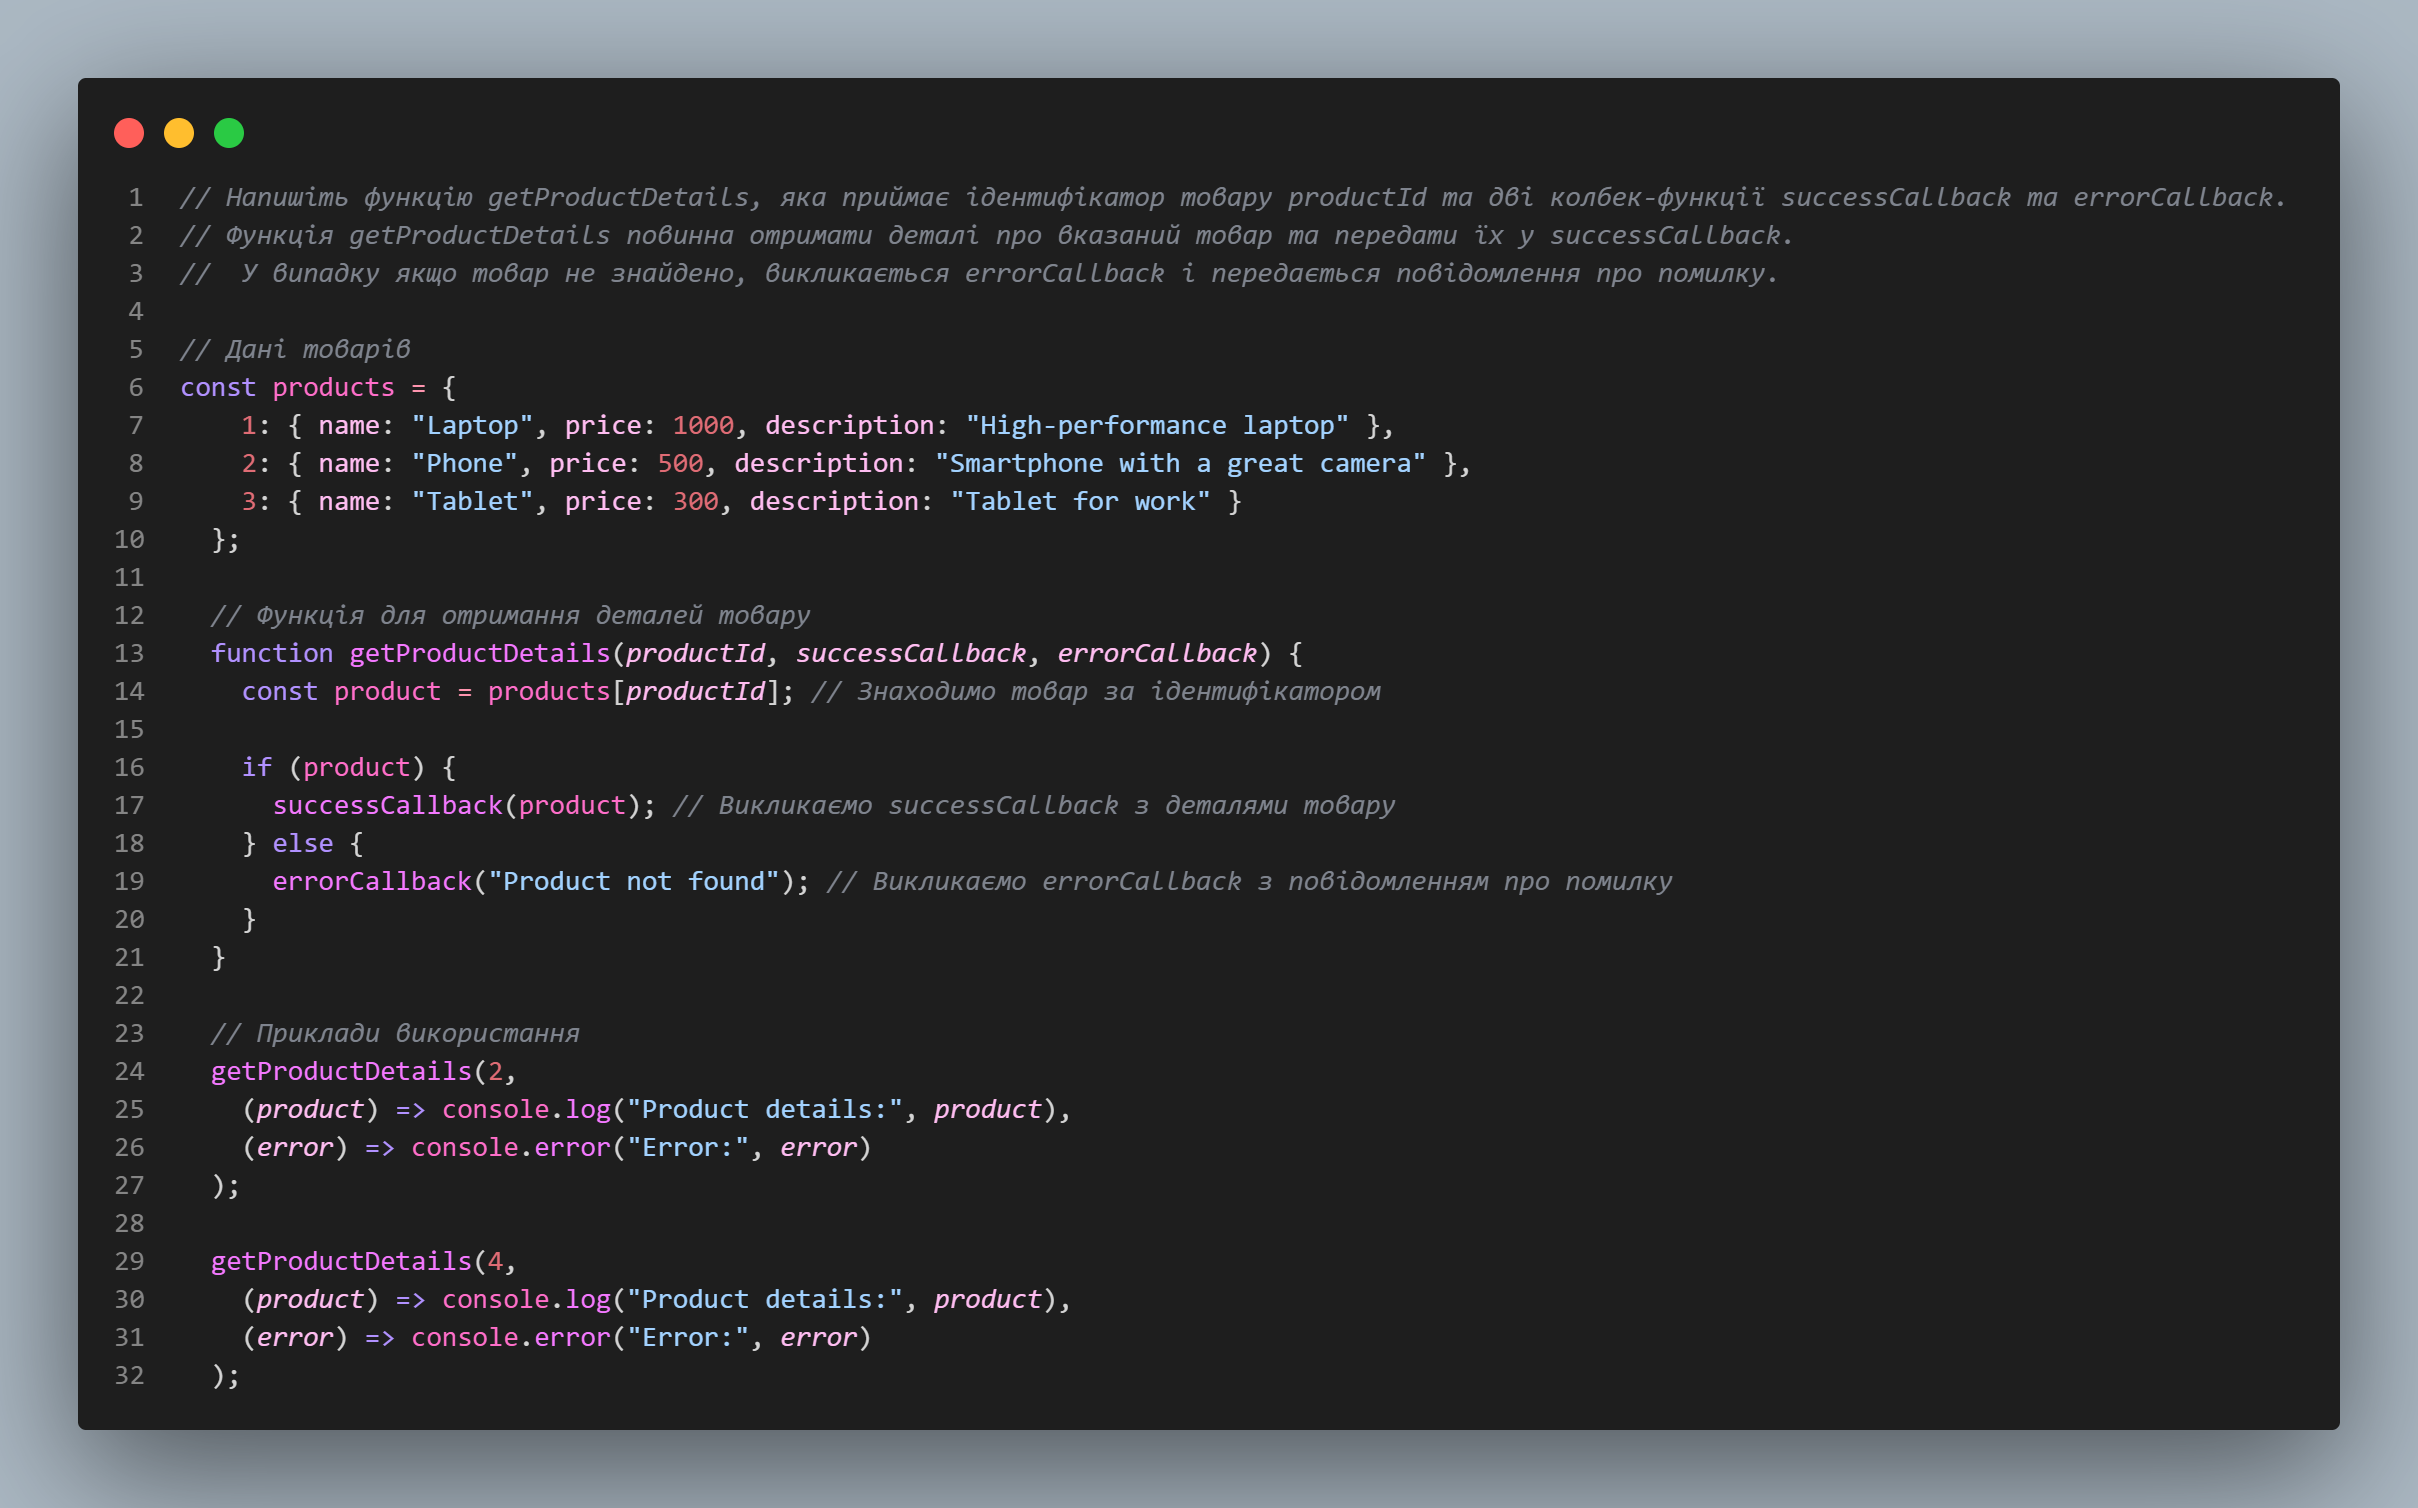 1 // Напишіть функцію getProductDetails, яка приймає ідентифікатор товару productId та дві колбек-функції successCallback та errorCallback.
2 // Функція getProductDetails повинна отримати деталі про вказаний товар та передати їх у successCallback.
3 //  У випадку якщо товар не знайдено, викликається errorCallback і передається повідомлення про помилку.
4
5 // Дані товарів
6 const products = {
7     1: { name: "Laptop", price: 1000, description: "High-performance laptop" },
8     2: { name: "Phone", price: 500, description: "Smartphone with a great camera" },
9     3: { name: "Tablet", price: 300, description: "Tablet for work" }
10   };
11
12   // Функція для отримання деталей товару
13   function getProductDetails(productId, successCallback, errorCallback) {
14     const product = products[productId]; // Знаходимо товар за ідентифікатором
15
16     if (product) {
17       successCallback(product); // Викликаємо successCallback з деталями товару
18     } else {
19       errorCallback("Product not found"); // Викликаємо errorCallback з повідомленням про помилку
20     }
21   }
22
23   // Приклади використання
24   getProductDetails(2,
25     (product) => console.log("Product details:", product),
26     (error) => console.error("Error:", error)
27   );
28
29   getProductDetails(4,
30     (product) => console.log("Product details:", product),
31     (error) => console.error("Error:", error)
32   );